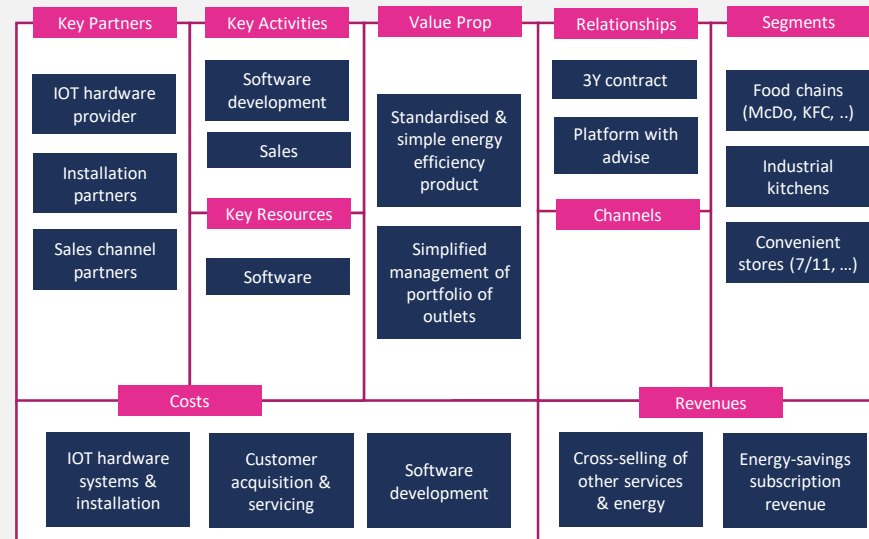 Key Partners
IOT hardware
provider
Installation
partners
Sales channel
partners
Key Activities
Software
development
Sales
Key Resources
Software
Value Prop
Standardised &
simple energy
efficiency
product
Simplified
management of
portfolio of
outlets
Relationships
3Y contract
Platform with
advise
Channels
Segments
Food chains
(McDo, KFC, ..)
Industrial
kitchens
Convenient
stores (7/11, …)
Costs
IOT hardware
systems &
installation
Customer
acquisition &
servicing
Software
development
Revenues
Cross-selling of
other services
& energy
Energy-savings
subscription
revenue